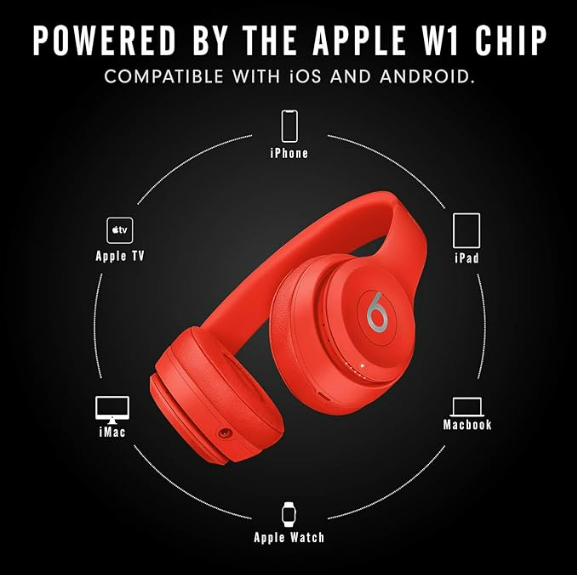 POWERED BY THE APPLE W1 CHIP
COMPATIBLE WITH iOS AND ANDROID.
iPhone
tv
Apple TV
iPad
iMac
Macbook
Apple Watch